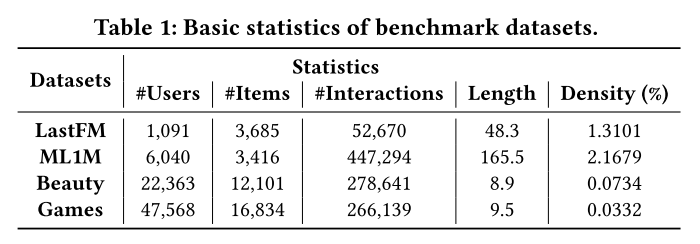 Table 1: Basic statistics of benchmark datasets.
Datasets Statistics
#Users #Items #Interactions Length Density (%)
LastFM 1,091 3,685 52,670 48.3 1.3101
ML1M 6,040 3,416 447,294 165.5 2.1679
Beauty 22,363 12,101 278,641 8.9 0.0734
Games 47,568 16,834 266,139 9.5 0.0332